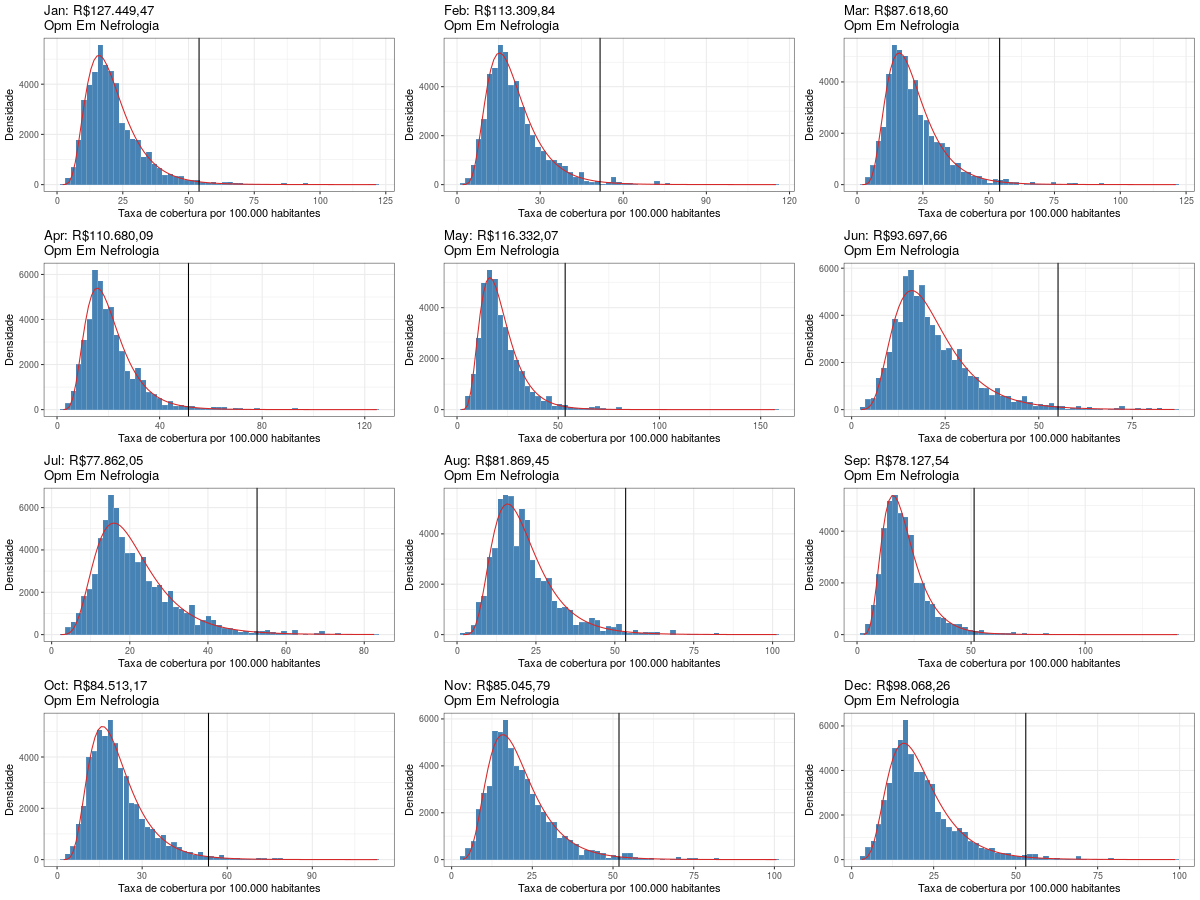 Jan: R$127.449,47
Opm Em Nefrologia
Densidade
4000
2000
0
0
25
50
75
100
125
Taxa de cobertura por 100.000 habitantes
Feb: R$113.309,84
Opm Em Nefrologia
Densidade
4000
2000
0
0
30
60
90
120
Taxa de cobertura por 100.000 habitantes
Mar: R$87.618,60
Opm Em Nefrologia
Densidade
4000
2000
0
0
25
50
75
100
125
Taxa de cobertura por 100.000 habitantes
Apr: R$110.680,09
Opm Em Nefrologia
Densidade
6000
4000
2000
0
0
40
80
120
Taxa de cobertura por 100.000 habitantes
May: R$116.332,07
Opm Em Nefrologia
Densidade
4000
2000
0
0
50
100
150
Taxa de cobertura por 100.000 habitantes
Jun: R$93.697,66
Opm Em Nefrologia
Densidade
6000
4000
2000
0
0
25
50
75
Taxa de cobertura por 100.000 habitantes
Jul: R$77.862,05
Opm Em Nefrologia
Densidade
6000
4000
2000
0
0
20
40
60
80
Taxa de cobertura por 100.000 habitantes
Aug: R$81.869,45
Opm Em Nefrologia
Densidade
4000
2000
0
0
25
50
75
100
Taxa de cobertura por 100.000 habitantes
Sep: R$78.127,54
Opm Em Nefrologia
Densidade
4000
2000
0
0
50
100
Taxa de cobertura por 100.000 habitantes
Oct: R$84.513,17
Opm Em Nefrologia
Densidade
4000
2000
0
0
30
60
90
Taxa de cobertura por 100.000 habitantes
Nov: R$85.045,79
Opm Em Nefrologia
Densidade
6000
4000
2000
0
0
25
50
75
100
Taxa de cobertura por 100.000 habitantes
Dec: R$98.068,26
Opm Em Nefrologia
Densidade
6000
4000
2000
0
0
25
50
75
100
Taxa de cobertura por 100.000 habitantes